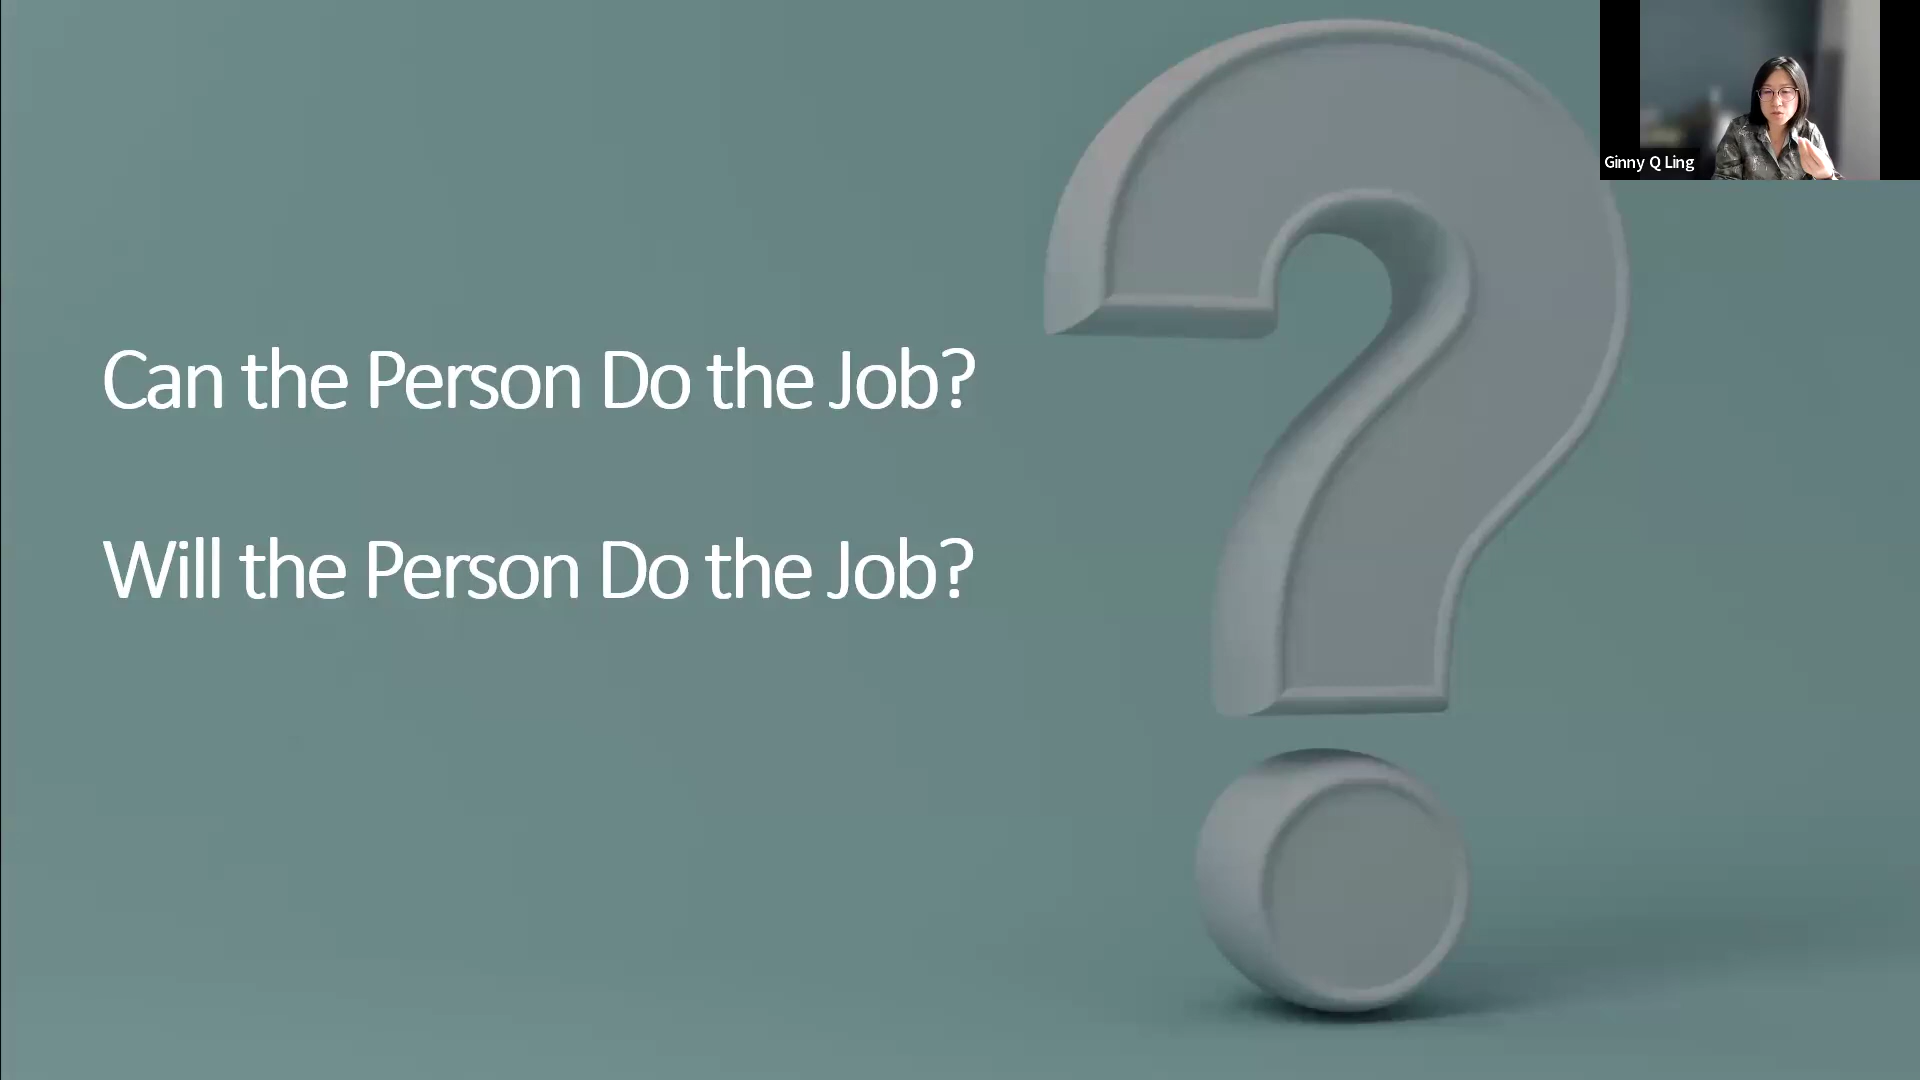 Can the Person Do the Job?
Will the Person Do the Job?
Ginny Q Ling